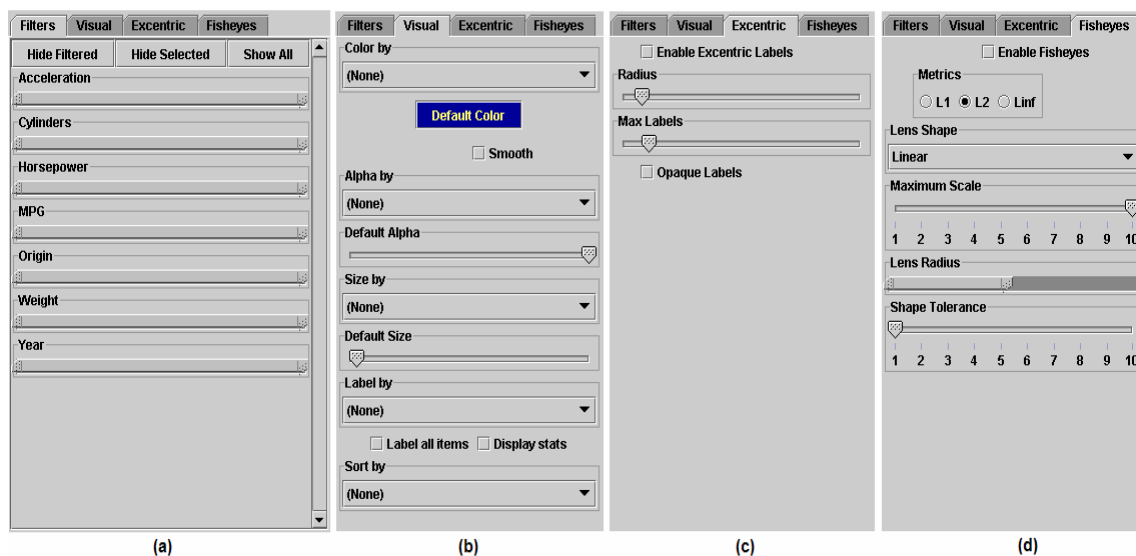 Filters Visual Excentric Fisheyes
Hide Filtered Hide Selected Show All
Acceleration
Cylinders
Horsepower
MPG
Origin
Weight
Year
(a)
Filters Visual Excentric Fisheyes
Color by
(None)
Default Color
Smooth
Alpha by
(None)
Default Alpha
Size by
(None)
Default Size
Label by
(None)
Label all items Display stats
Sort by
(None)
(b)
Filters Visual Excentric Fisheyes
Enable Excentric Labels
Radius
Max Labels
Opaque Labels
(c)
Filters Visual Excentric Fisheyes
Enable Fisheyes
Metrics
L1 L2 Linf
Lens Shape
Linear
Maximum Scale
1 2 3 4 5 6 7 8 9 10
Lens Radius
Shape Tolerance
1 2 3 4 5 6 7 8 9 10
(d)